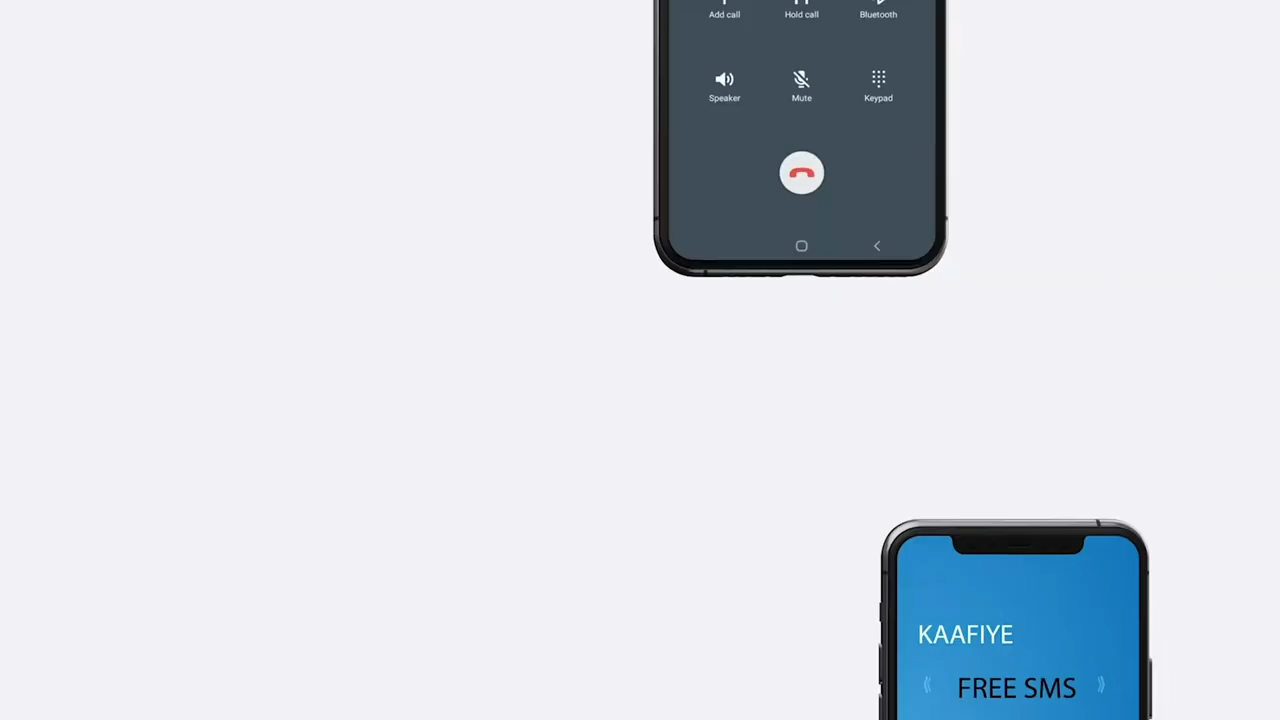 Add call Hold call Bluetooth
Speaker Mute Keypad
KAAFIYE
FREE SMS